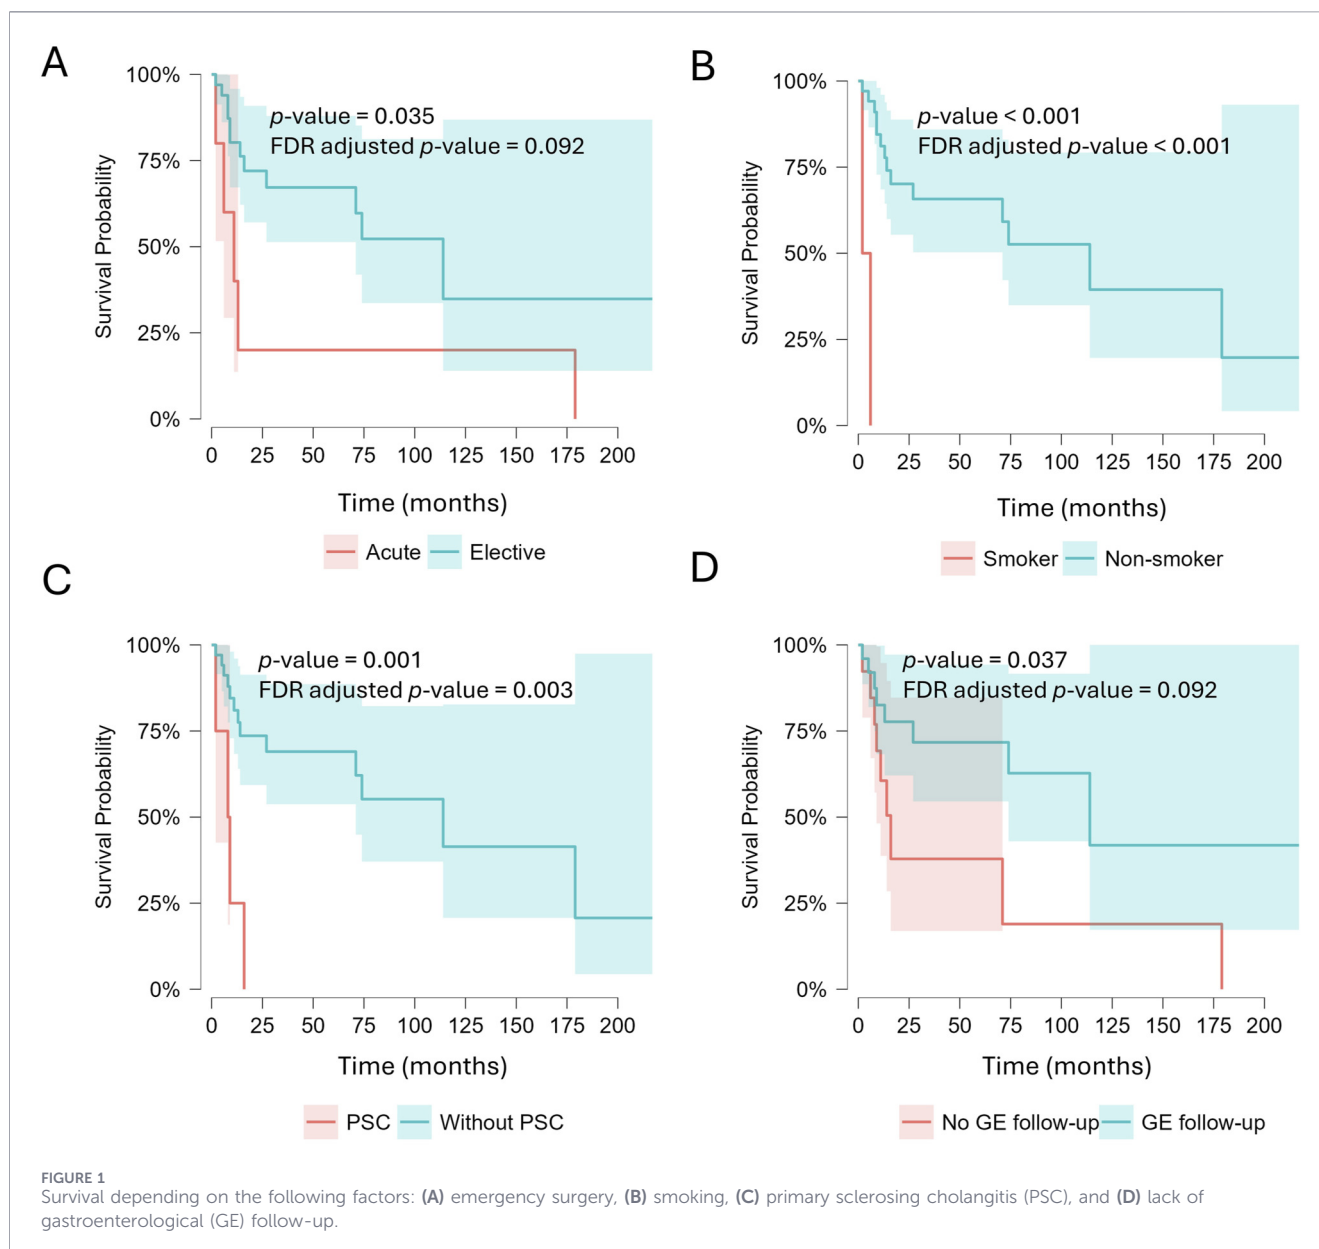 A
p-value = 0.035
FDR adjusted p-value = 0.092
100%
75%
50%
25%
0%
Survival Probability
0 25 50 75 100 125 150 175 200
Time (months)
Acute Elective
B
p-value < 0.001
FDR adjusted p-value < 0.001
100%
75%
50%
25%
0%
Survival Probability
0 25 50 75 100 125 150 175 200
Time (months)
Smoker Non-smoker
C
p-value = 0.001
FDR adjusted p-value = 0.003
100%
75%
50%
25%
0%
Survival Probability
0 25 50 75 100 125 150 175 200
Time (months)
PSC Without PSC
D
p-value = 0.037
FDR adjusted p-value = 0.092
100%
75%
50%
25%
0%
Survival Probability
0 25 50 75 100 125 150 175 200
Time (months)
No GE follow-up GE follow-up
FIGURE 1
Survival depending on the following factors: (A) emergency surgery, (B) smoking, (C) primary sclerosing cholangitis (PSC), and (D) lack of
gastroenterological (GE) follow-up.